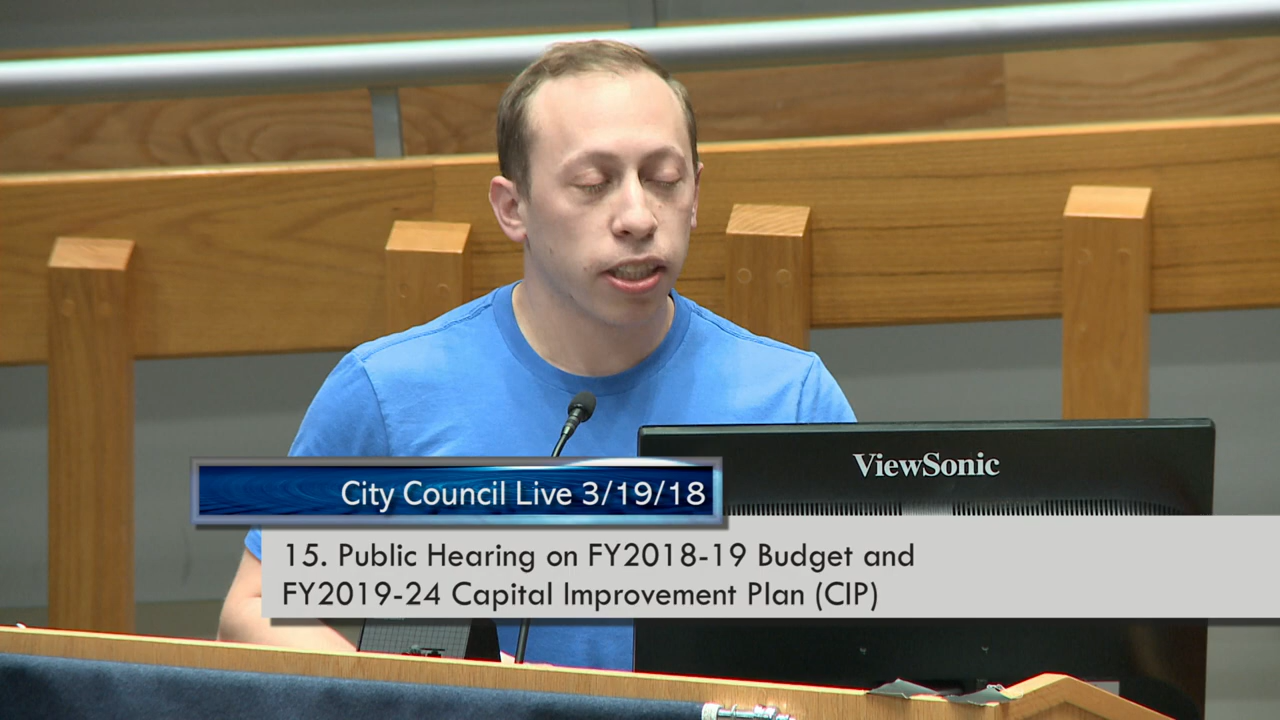 ViewSonic
City Council Live 3/19/18
15. Public Hearing on FY2018-19 Budget and
FY2019-24 Capital Improvement Plan (CIP)